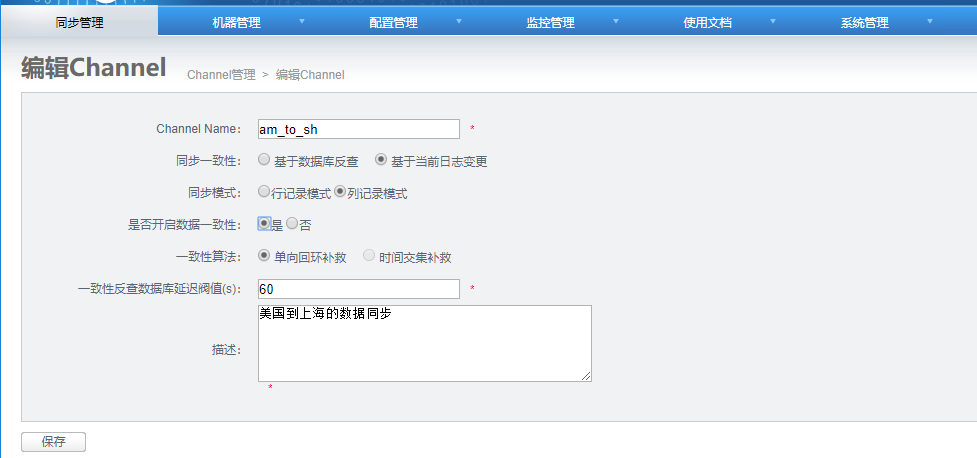 同步管理 机器管理 配置管理 监控管理 使用文档 系统管理
编辑Channel Channel管理 > 编辑Channel
Channel Name: am_to_sh *
同步一致性: 基于数据库反查 基于当前日志变更
同步模式: 行记录模式 列记录模式
是否开启数据一致性: 是 否
一致性算法: 单向回环补救 时间交集补救
一致性反查数据库延迟阀值(s): 60 *
描述: 美国到上海的数据同步
*
保存